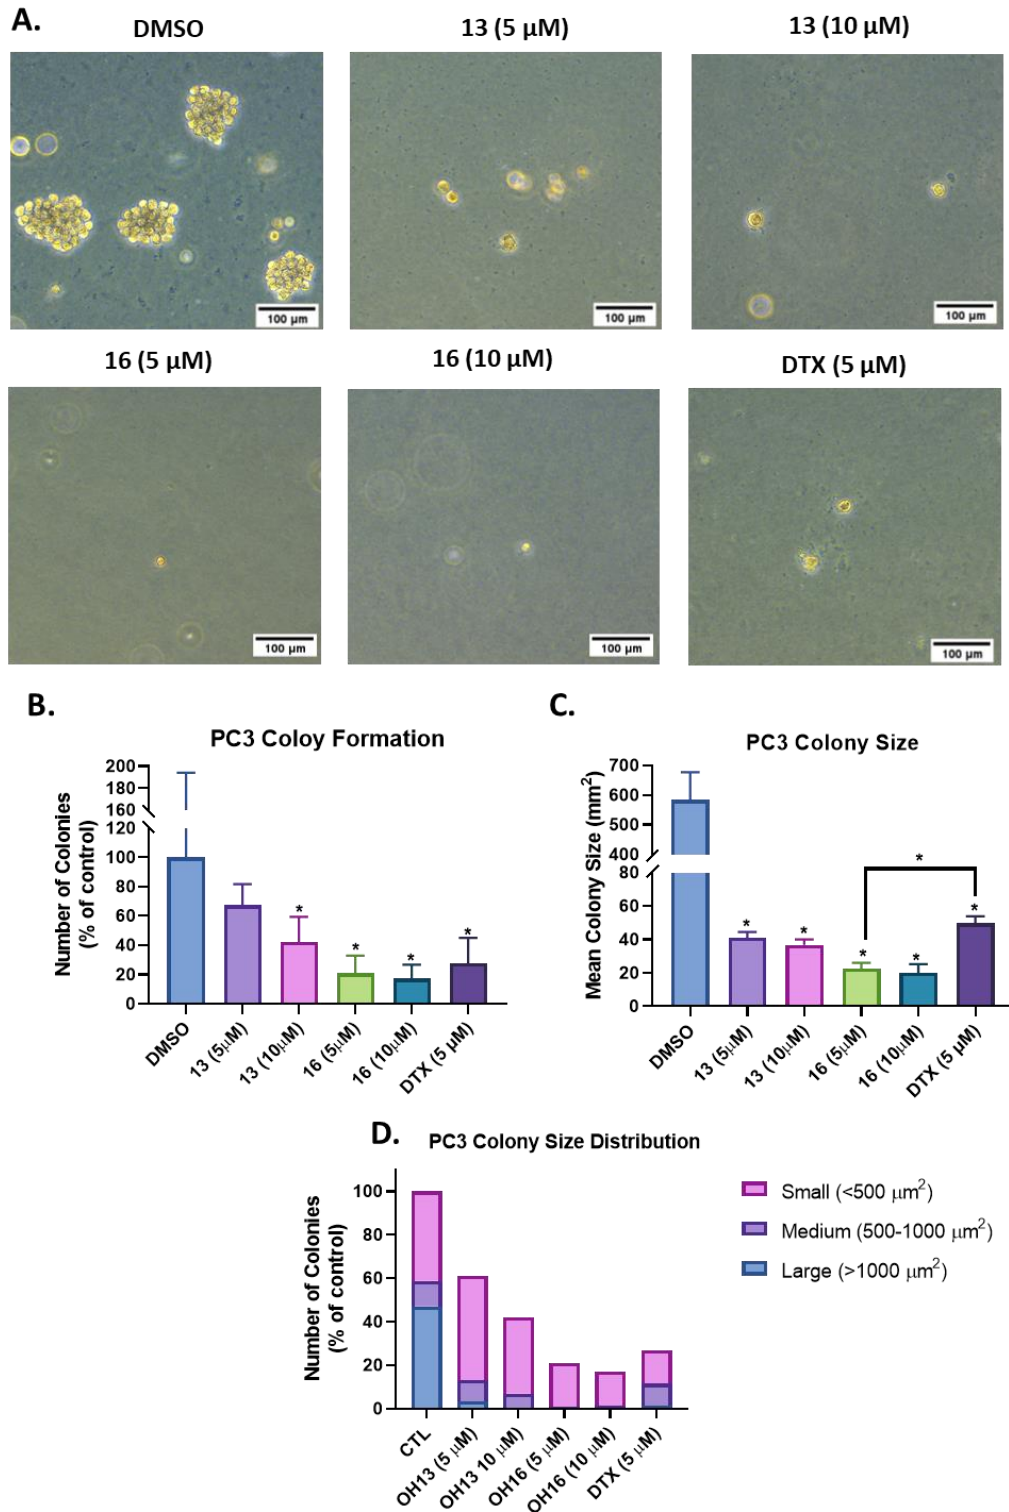 A.
DMSO
13 (5 µM)
13 (10 µM)
100 µm
100 µm
100 µm
16 (5 µM)
16 (10 µM)
DTX (5 µM)
100 µm
100 µm
100 µm
B.
PC3 Coloy Formation
Number of Colonies
(% of control)
200
180
160
120
100
80
60
40
20
0
*
*
*
*
DMSO
13 (5µM)
13 (10µM)
16 (5µM)
16 (10µM)
DTX (5 µM)
C.
PC3 Colony Size
Mean Colony Size (mm²)
700
600
500
400
80
60
40
20
0
*
*
*
*
*
*
DMSO
13 (5µM)
13 (10µM)
16 (5µM)
16 (10µM)
DTX (5 µM)
D.
PC3 Colony Size Distribution
Number of Colonies
(% of control)
100
80
60
40
20
0
CTL
OH13 (5 µM)
OH13 10 µM)
OH16 (5 µM)
OH16 (10 µM)
DTX (5 µM)
Small (<500 µm²)
Medium (500-1000 µm²)
Large (>1000 µm²)